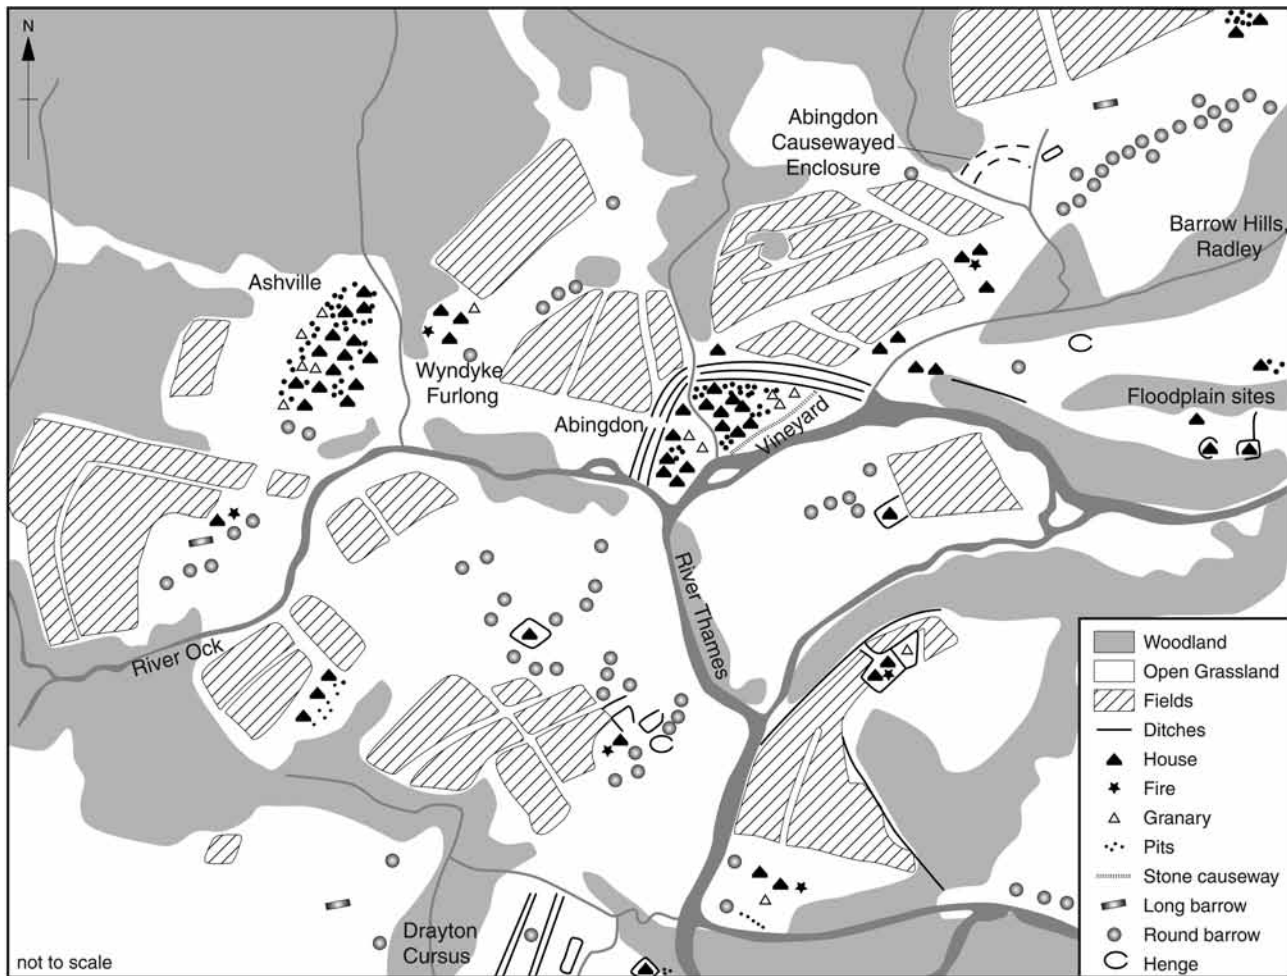 N
Abingdon
Causewayed
Enclosure
Barrow Hills,
Radley
Ashville
Wyndyke
Furlong
Abingdon
Vineyard
Floodplain sites
River Thames
River Ock
Drayton
Cursus
not to scale
Woodland
Open Grassland
Fields
Ditches
House
Fire
Granary
Pits
Stone causeway
Long barrow
Round barrow
Henge